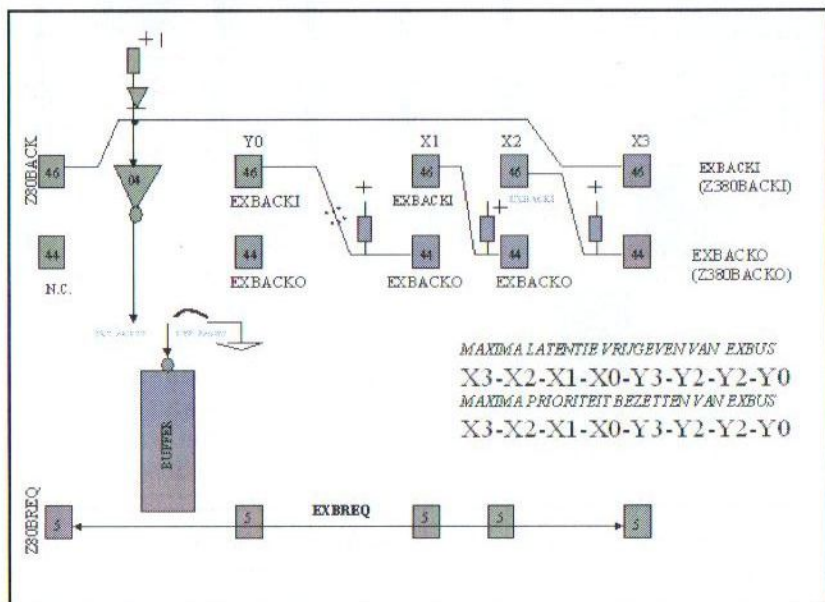 +
Z80BACK
Y0
X1
X2
X3
46
04
46
46
46
46
EXBACKI
EXBACKI
EXBACKI
EXBACKI
(Z380BACKI)
+
+
+
44
44
44
44
44
N.C.
EXBACKO
EXBACKO
EXBACKO
EXBACKO
(Z380BACKO)
MAXIMA LATENTIE VRIJGEVEN VAN EXBUS
X3-X2-X1-X0-Y3-Y2-Y2-Y0
MAXIMA PRIORITEIT BEZETTEN VAN EXBUS
X3-X2-X1-X0-Y3-Y2-Y2-Y0
BUFFER
Z80BREQ
5
5
EXBREQ
5
5
5